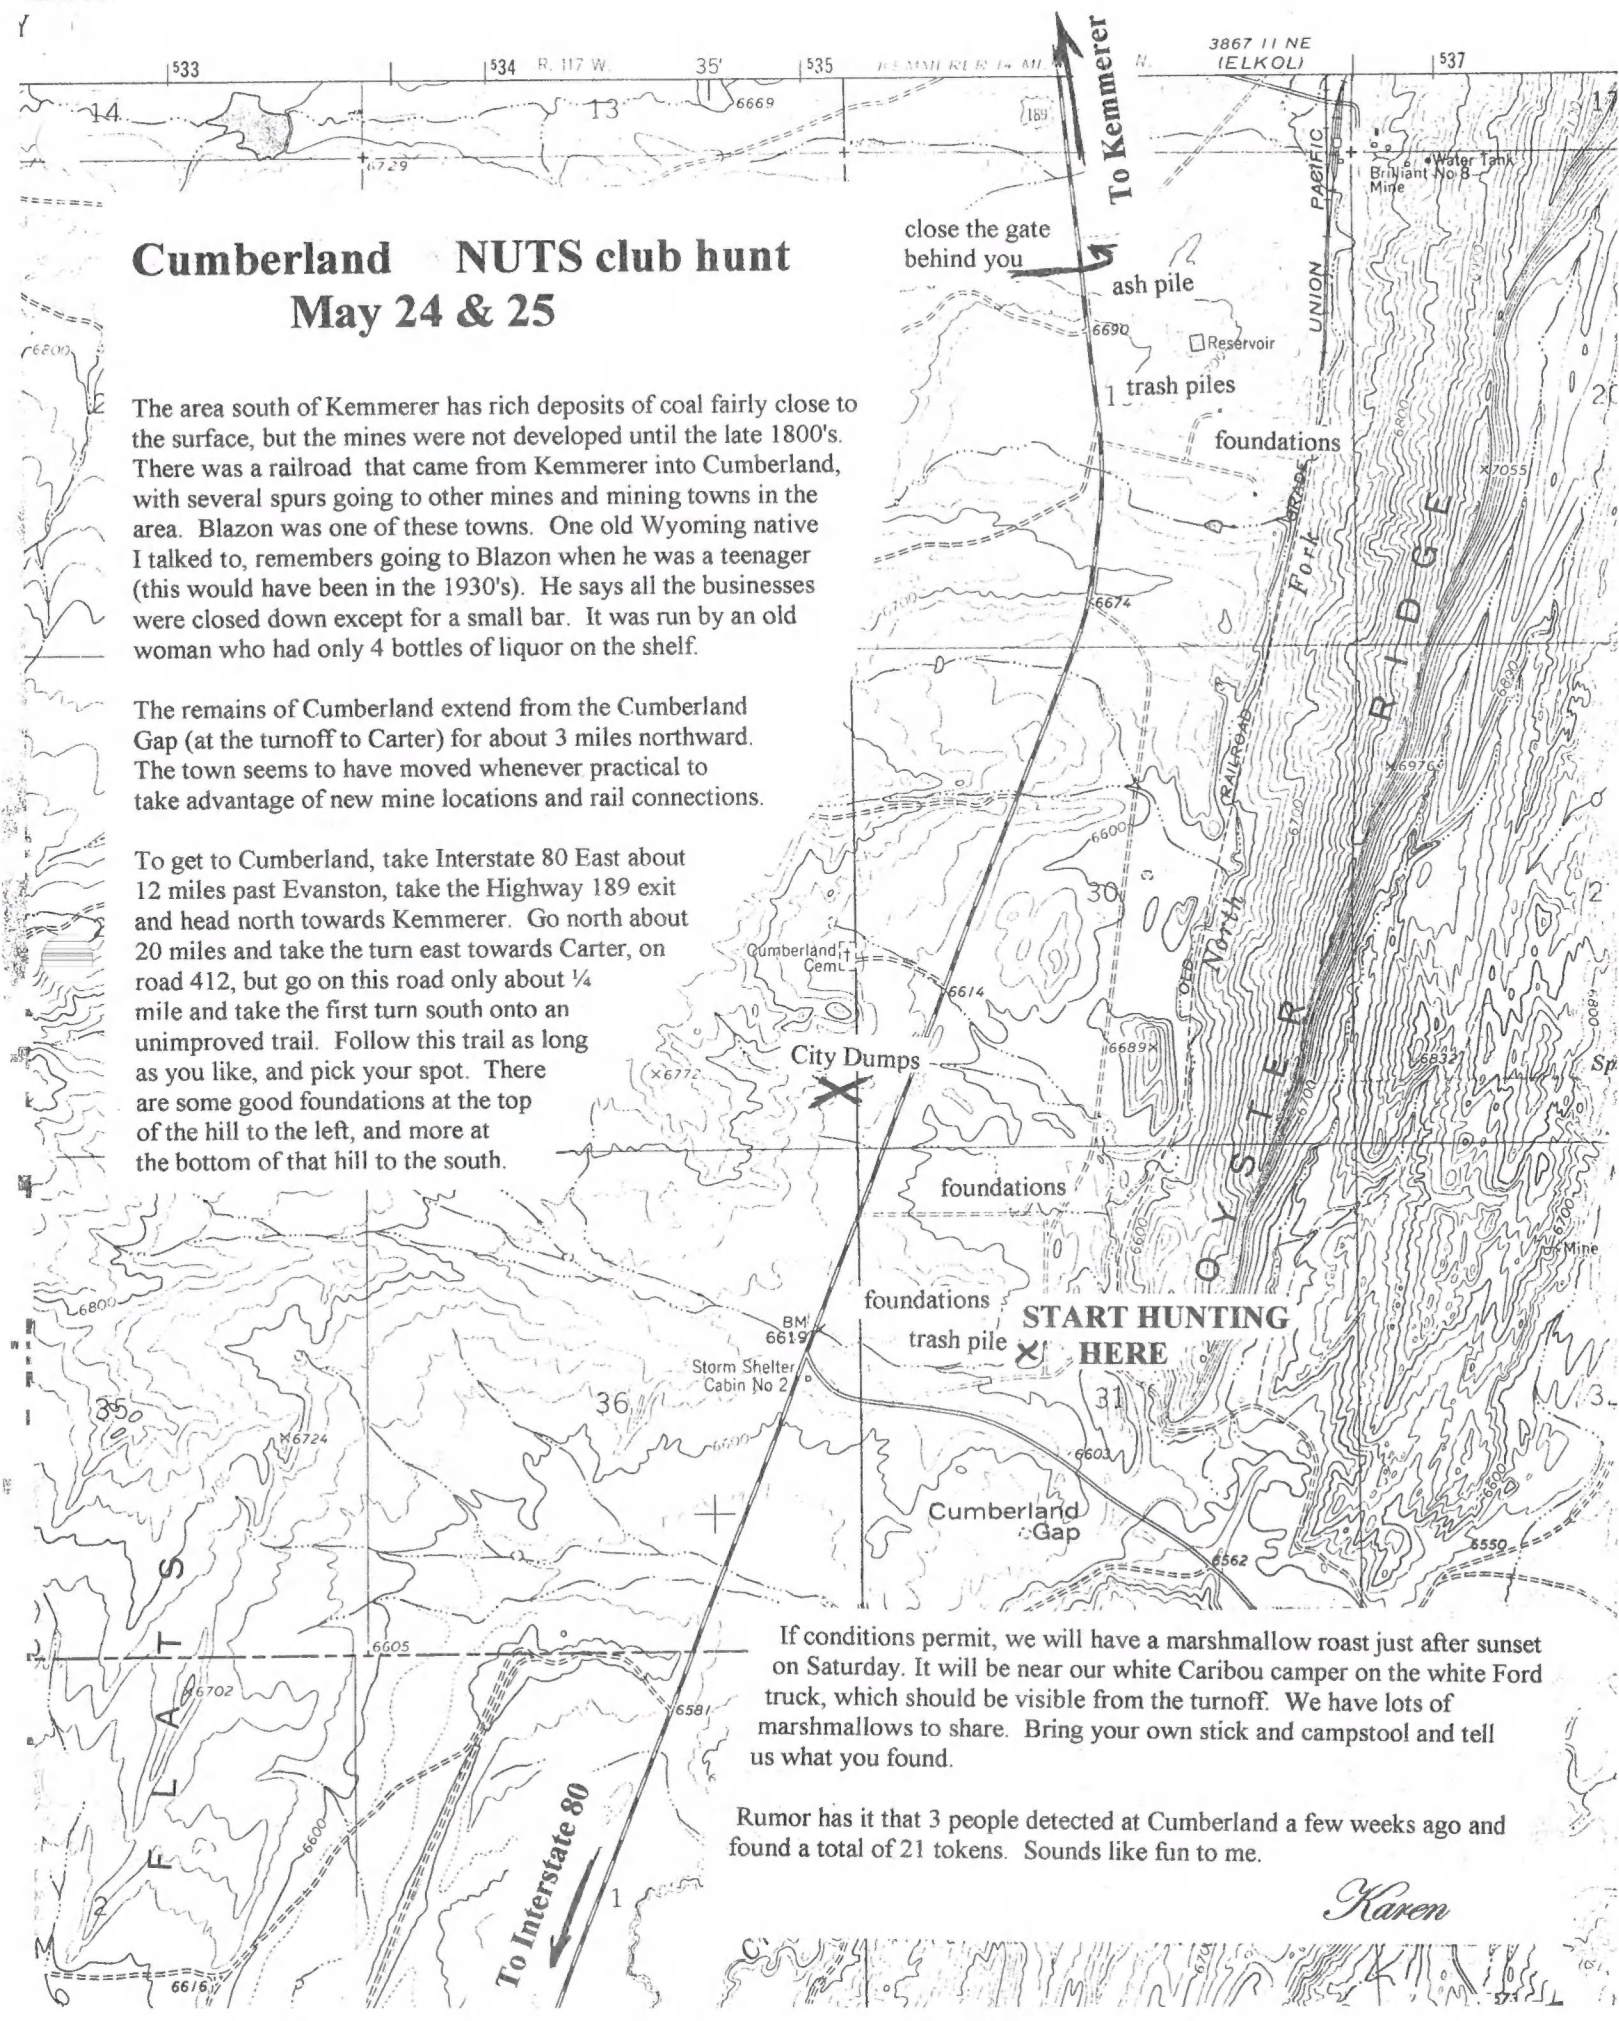 Y
533
534
R. 117 W.
35'
535
KEMMERER 14 MI.
N.
3867 II NE
(ELKOL)
537
To Kemmerer
14
13
6669
189
17
6729
UNION PACIFIC
Water Tank
Brilliant No 8
Mine
close the gate
behind you
Cumberland NUTS club hunt
May 24 & 25
ash pile
6690
Reservoir
6800
trash piles
1
foundations
The area south of Kemmerer has rich deposits of coal fairly close to
the surface, but the mines were not developed until the late 1800's.
There was a railroad that came from Kemmerer into Cumberland,
with several spurs going to other mines and mining towns in the
area. Blazon was one of these towns. One old Wyoming native
I talked to, remembers going to Blazon when he was a teenager
(this would have been in the 1930's). He says all the businesses
were closed down except for a small bar. It was run by an old
woman who had only 4 bottles of liquor on the shelf.
6800
×7055
6674
6800
The remains of Cumberland extend from the Cumberland
Gap (at the turnoff to Carter) for about 3 miles northward.
The town seems to have moved whenever practical to
take advantage of new mine locations and rail connections.
OLD RAILROAD GRADE
North Fork
OYSTER RIDGE
×6976
6700
6600
To get to Cumberland, take Interstate 80 East about
12 miles past Evanston, take the Highway 189 exit
and head north towards Kemmerer. Go north about
20 miles and take the turn east towards Carter, on
road 412, but go on this road only about ¼
mile and take the first turn south onto an
unimproved trail. Follow this trail as long
as you like, and pick your spot. There
are some good foundations at the top
of the hill to the left, and more at
the bottom of that hill to the south.
30
Cumberland
Cem
6614
6800
City Dumps
X
×6772
6689×
6832
Sp
6700
foundations
6600
6700
Mine
6800
foundations
START HUNTING
HERE
trash pile X
BM
6619
Storm Shelter
Cabin No 2
35
36
31
×6724
6600
6603
6800
Cumberland
Gap
6562
6550
FLATS
6605
×6702
6581
6600
If conditions permit, we will have a marshmallow roast just after sunset
on Saturday. It will be near our white Caribou camper on the white Ford
truck, which should be visible from the turnoff. We have lots of
marshmallows to share. Bring your own stick and campstool and tell
us what you found.
Rumor has it that 3 people detected at Cumberland a few weeks ago and
found a total of 21 tokens. Sounds like fun to me.
Karen
To Interstate 80
1
2
6616